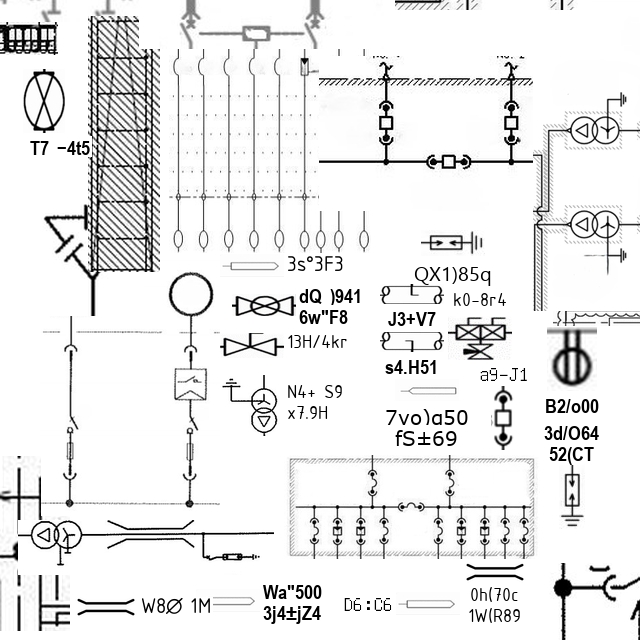 T7 −4t5
3s°3F3
QX1)85q
dQ )941
6w"F8
k0-8r4
J3+V7
13H/4kr
s4.H51
a9-J1
N4+ S9
x7.9H
B2/o00
7vo)a50
fS±69
3d/O64
52(CT
W8Ø 1M
Wa"500
3j4±jZ4
D6:C6
0h(70c
1W(R89